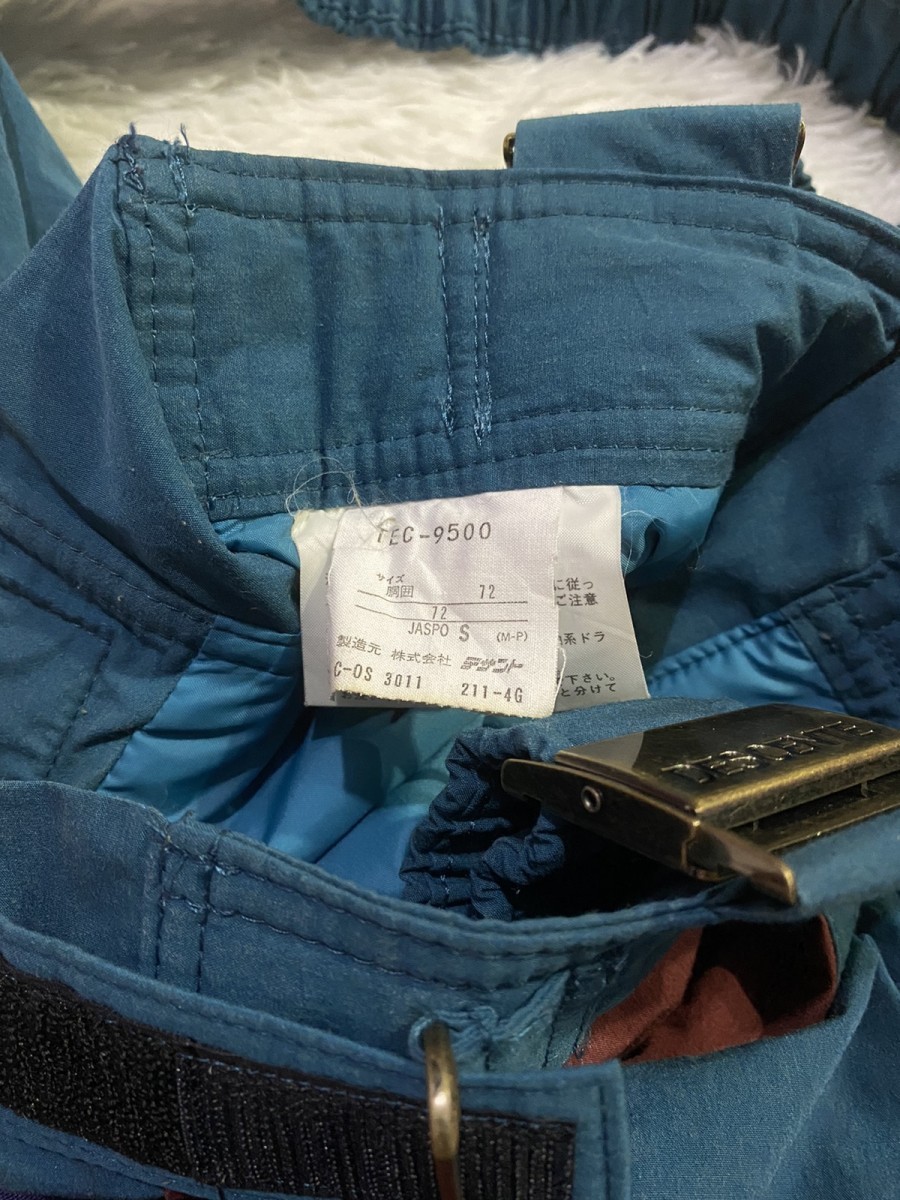 TEC-9500
サイズ
胴囲 72
72
JASPO S (M-P)
製造元 株式会社 デサント
C-OS 3011 211-4G
に従っ
ご注意
系ドラ
下さい。
と分けて
DESCENTE